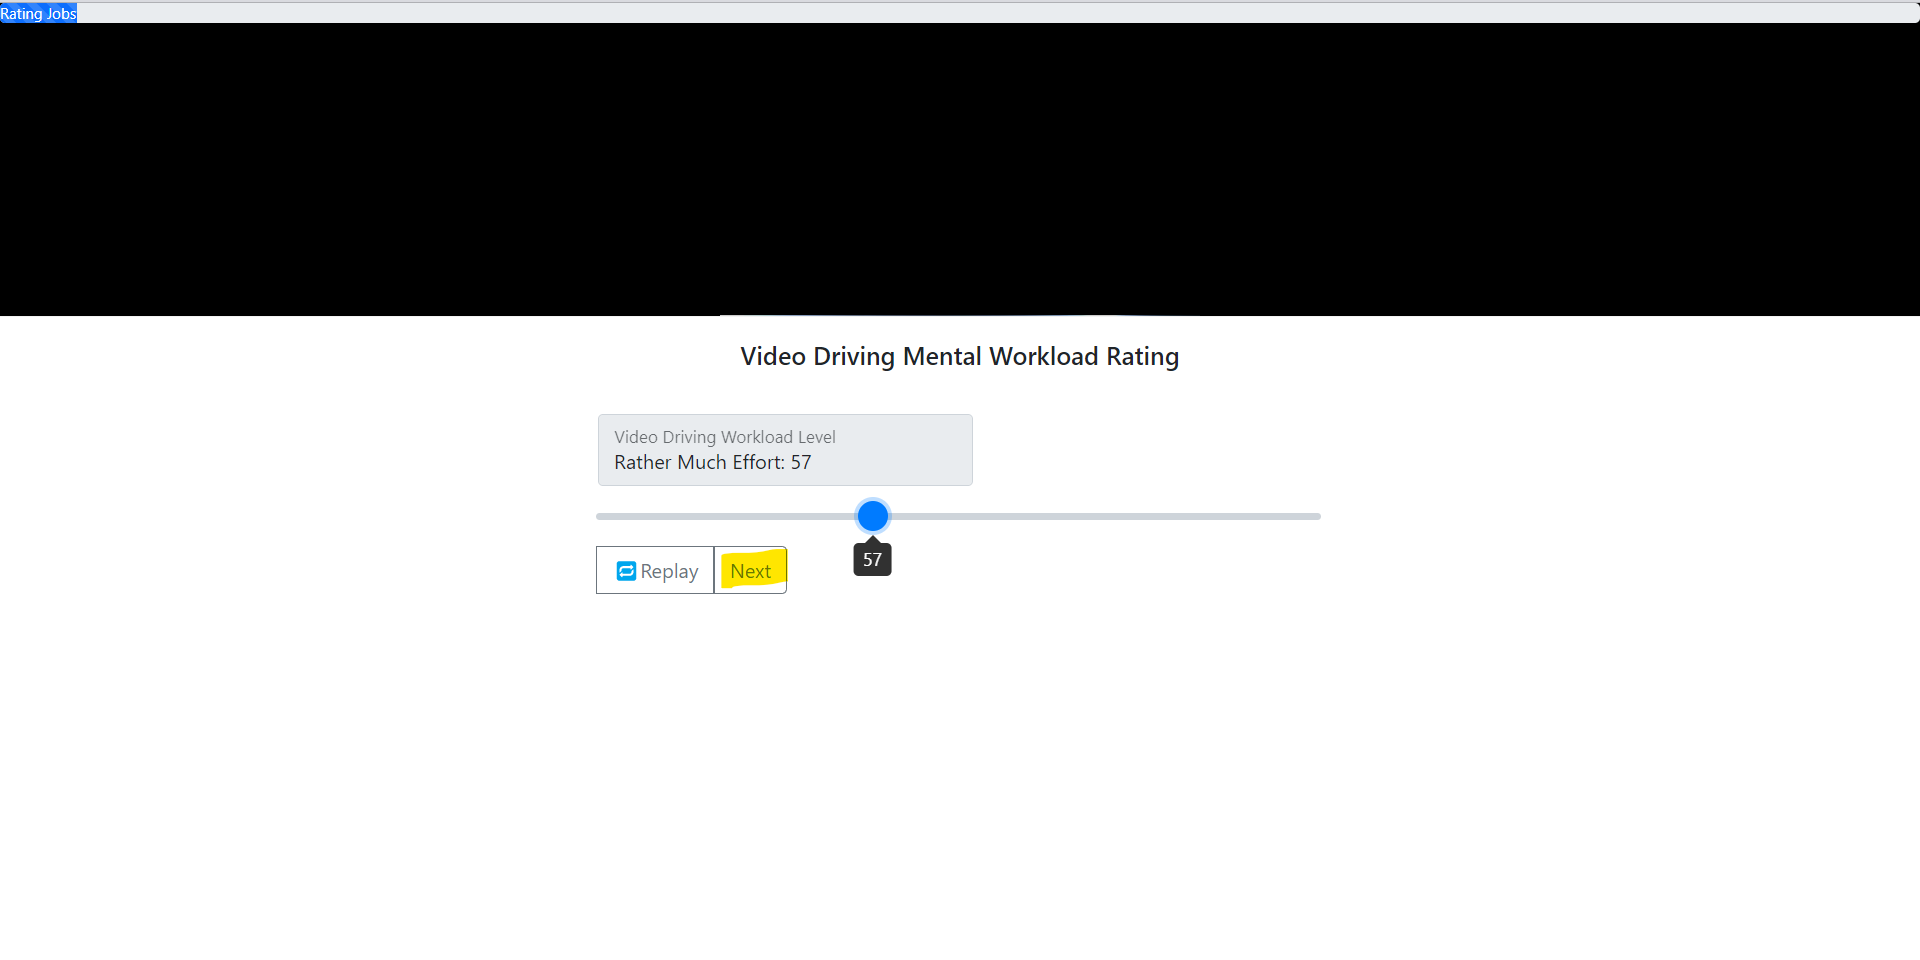 Rating Jobs
Video Driving Mental Workload Rating
Video Driving Workload Level
Rather Much Effort: 57
57
Replay Next